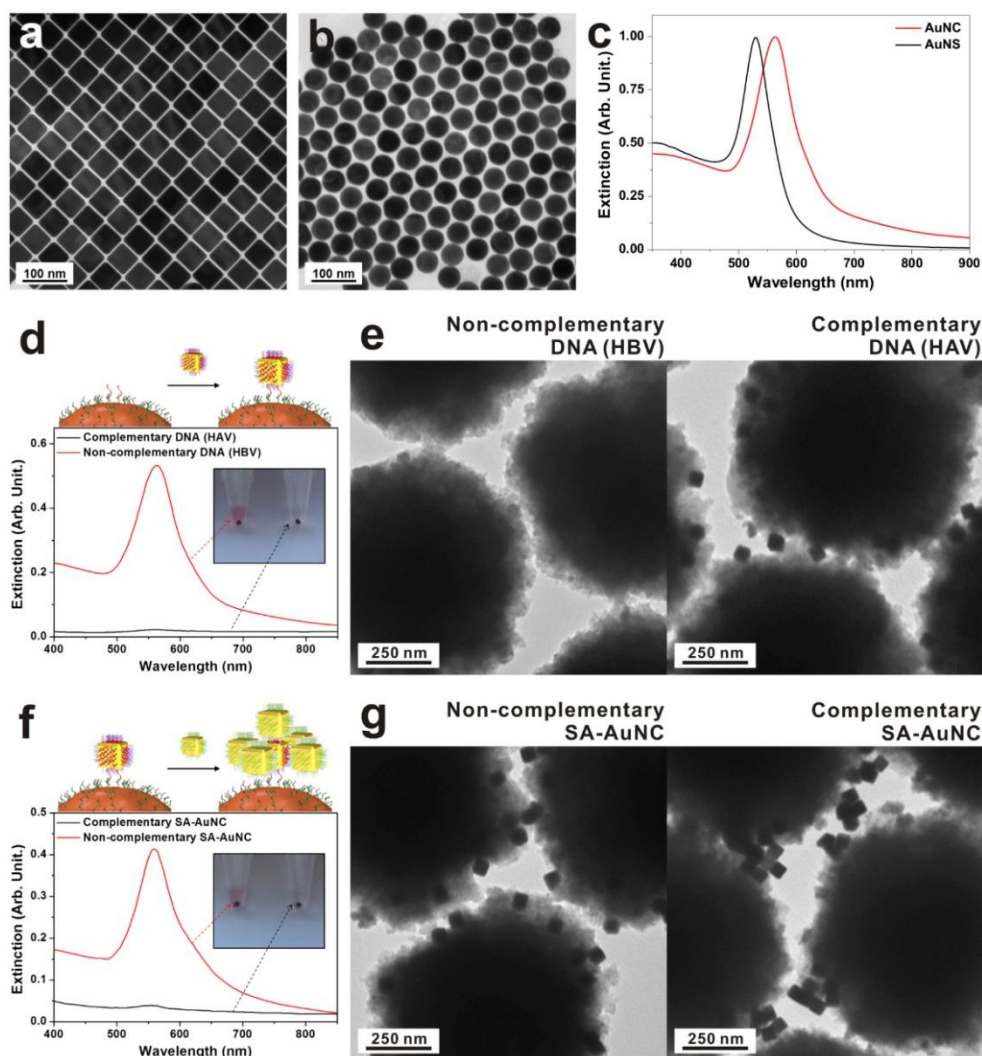 a
100 nm
b
100 nm
c
AuNC
AuNS
Extinction (Arb. Unit.)
1.00
0.75
0.50
0.25
0.00
400
500
600
700
800
900
Wavelength (nm)
d
Complementary DNA (HAV)
Non-complementary DNA (HBV)
Extinction (Arb. Unit.)
0.6
0.4
0.2
0.0
400
500
600
700
800
Wavelength (nm)
e
Non-complementary
DNA (HBV)
250 nm
Complementary
DNA (HAV)
250 nm
f
Complementary SA-AuNC
Non-complementary SA-AuNC
Extinction (Arb. Unit.)
0.5
0.4
0.3
0.2
0.1
0.0
400
500
600
700
800
Wavelength (nm)
g
Non-complementary
SA-AuNC
250 nm
Complementary
SA-AuNC
250 nm